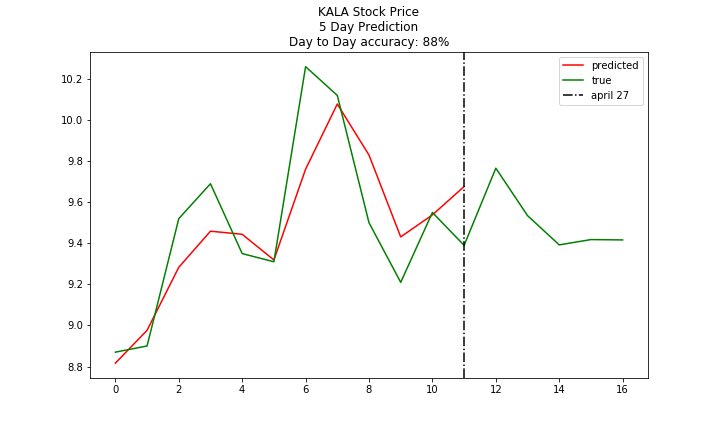 KALA Stock Price
5 Day Prediction
Day to Day accuracy: 88%
predicted
true
april 27
10.2
10.0
9.8
9.6
9.4
9.2
9.0
8.8
0 2 4 6 8 10 12 14 16